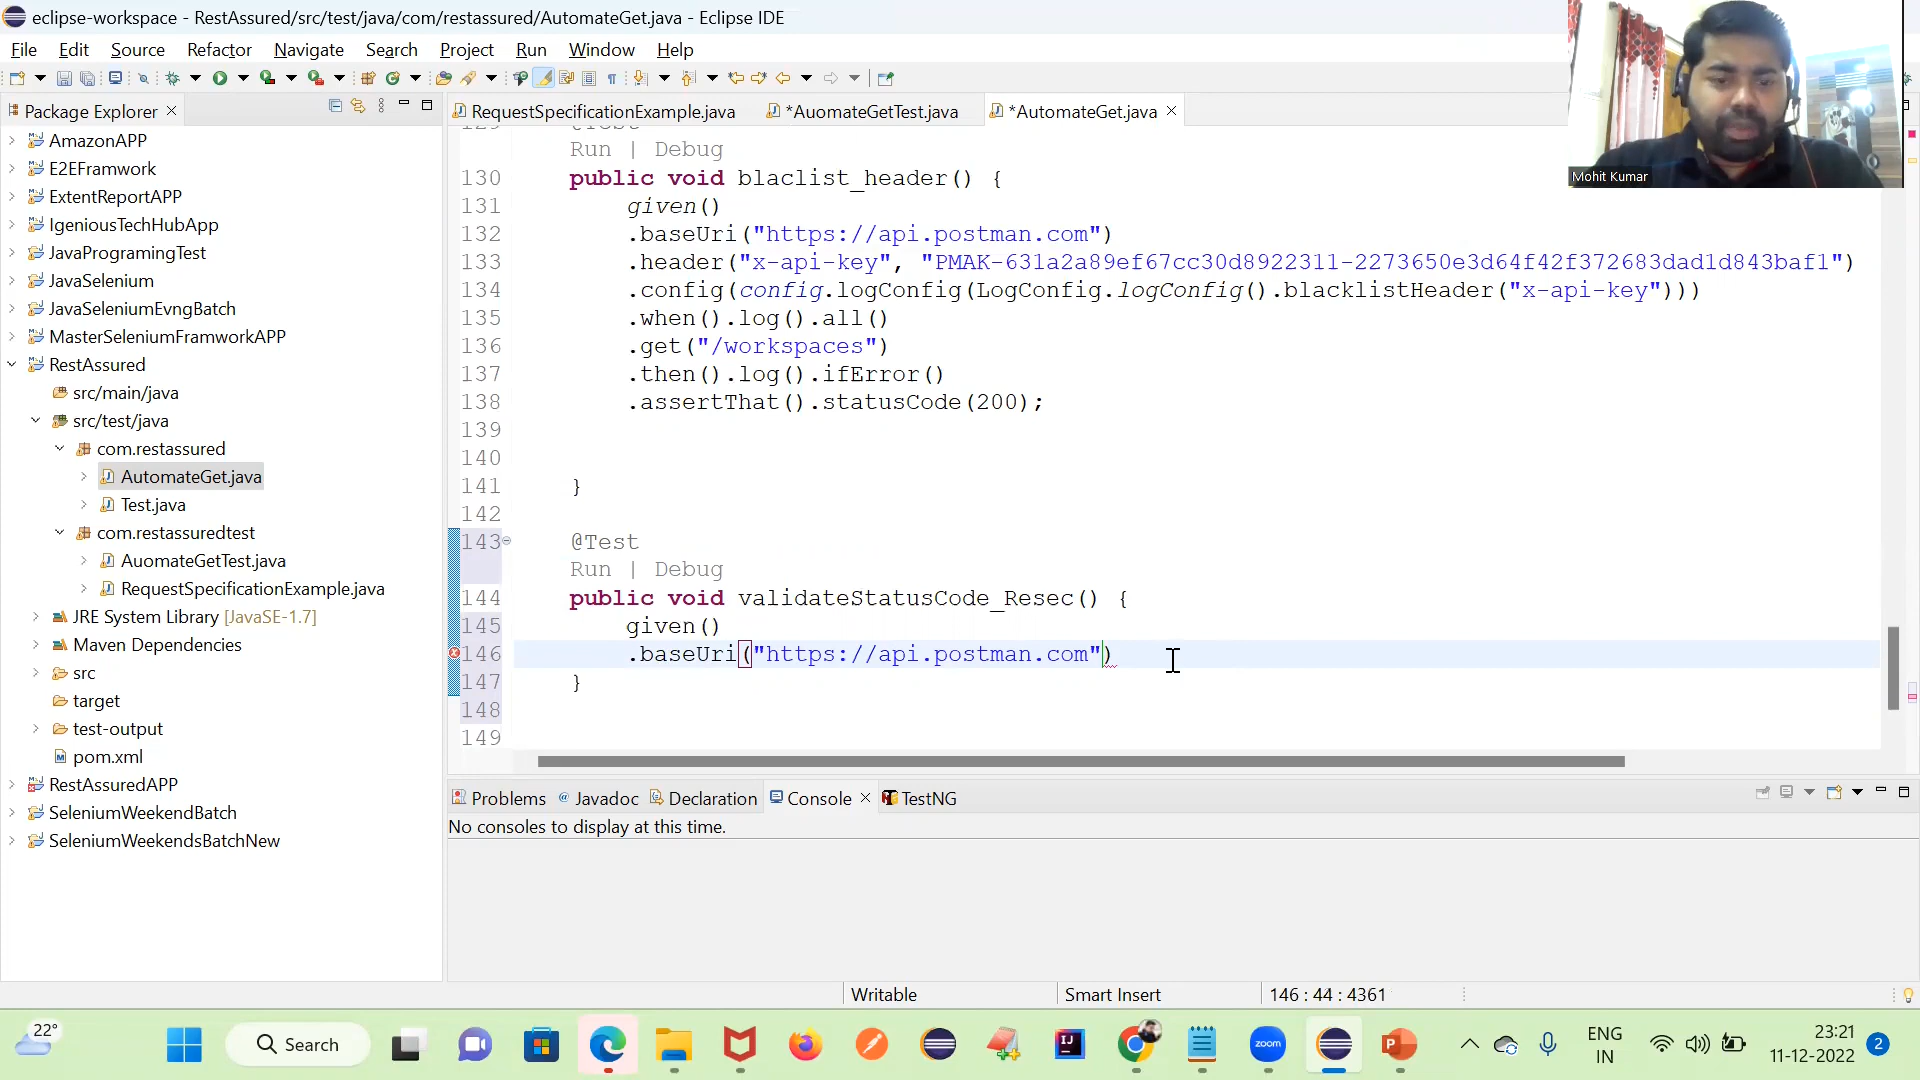 eclipse-workspace - RestAssured/src/test/java/com/restassured/AutomateGet.java - Eclipse IDE
File Edit Source Refactor Navigate Search Project Run Window Help
Package Explorer
RequestSpecificationExample.java *AuomateGetTest.java *AutomateGet.java
Mohit Kumar
AmazonAPP
E2EFramwork
ExtentReportAPP
IgeniousTechHubApp
JavaProgramingTest
JavaSelenium
JavaSeleniumEvngBatch
MasterSeleniumFramworkAPP
RestAssured
src/main/java
src/test/java
com.restassured
AutomateGet.java
Test.java
com.restassuredtest
AuomateGetTest.java
RequestSpecificationExample.java
JRE System Library [JavaSE-1.7]
Maven Dependencies
src
target
test-output
pom.xml
RestAssuredAPP
SeleniumWeekendBatch
SeleniumWeekendsBatchNew
129 @Test
Run | Debug
130 public void blaclist_header() {
131 given()
132 .baseUri("https://api.postman.com")
133 .header("x-api-key", "PMAK-631a2a89ef67cc30d8922311-2273650e3d64f42f372683dad1d843baf1")
134 .config(config.logConfig(LogConfig.logConfig().blacklistHeader("x-api-key")))
135 .when().log().all()
136 .get("/workspaces")
137 .then().log().ifError()
138 .assertThat().statusCode(200);
139
140
141 }
142
143 @Test
Run | Debug
144 public void validateStatusCode_Resec() {
145 given()
146 .baseUri("https://api.postman.com")
147 }
148
149
Problems Javadoc Declaration Console TestNG
No consoles to display at this time.
Writable Smart Insert 146 : 44 : 4361
22°
Search
zoom
ENG
IN
23:21
11-12-2022
2